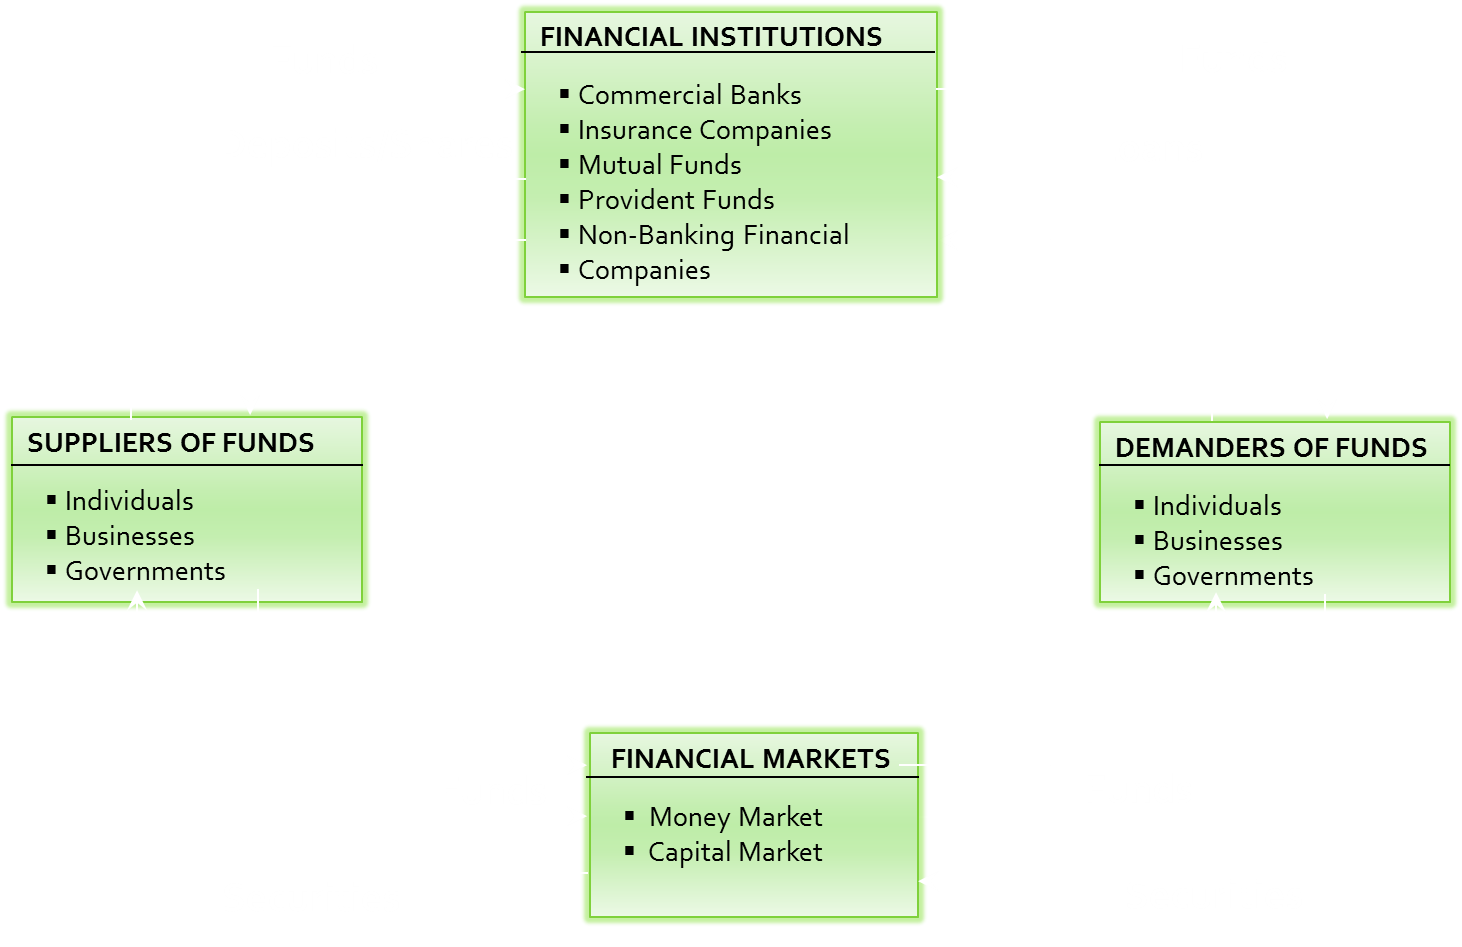 FINANCIAL INSTITUTIONS
▪ Commercial Banks
▪ Insurance Companies
▪ Mutual Funds
▪ Provident Funds
▪ Non-Banking Financial
▪ Companies
SUPPLIERS OF FUNDS
▪ Individuals
▪ Businesses
▪ Governments
DEMANDERS OF FUNDS
▪ Individuals
▪ Businesses
▪ Governments
FINANCIAL MARKETS
▪ Money Market
▪ Capital Market